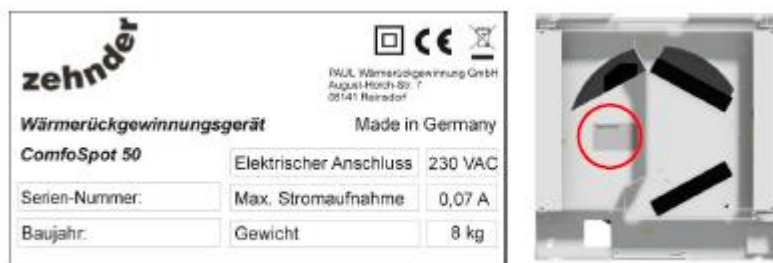 zehnder
PAUL Wärmerückgewinnung GmbH
August-Horch-Str. 7
08141 Reinsdorf
Wärmerückgewinnungsgerät
Made in Germany
ComfoSpot 50
Elektrischer Anschluss 230 VAC
Serien-Nummer: Max. Stromaufnahme 0,07 A
Baujahr: Gewicht 8 kg